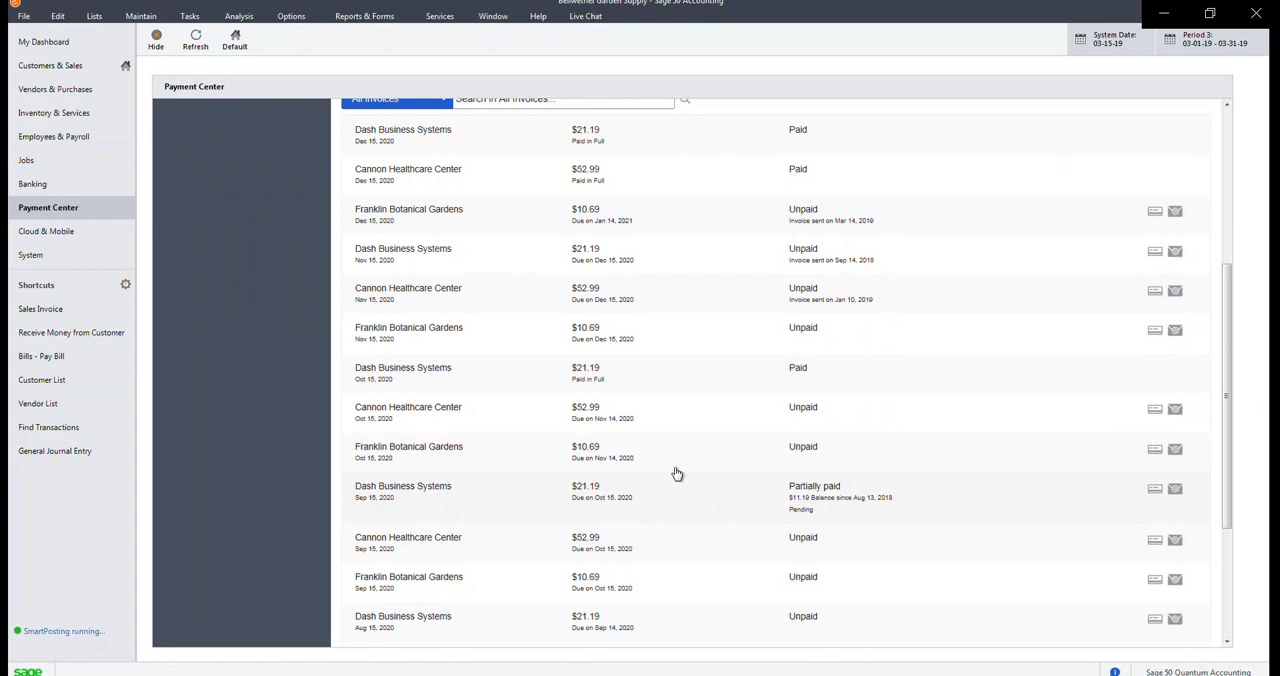 Bellwether Garden Supply - Sage 50 Accounting
File Edit Lists Maintain Tasks Analysis Options Reports & Forms Services Window Help Live Chat
My Dashboard
Customers & Sales
Vendors & Purchases
Inventory & Services
Employees & Payroll
Jobs
Banking
Payment Center
Cloud & Mobile
System
Shortcuts
Sales Invoice
Receive Money from Customer
Bills - Pay Bill
Customer List
Vendor List
Find Transactions
General Journal Entry
SmartPosting running...
sage
Hide Refresh Default
System Date:
03-15-19
Period 3:
03-01-19 - 03-31-19
Payment Center
All Invoices Search in All Invoices...
Dash Business Systems $21.19 Paid
Dec 15, 2020 Paid in Full
Cannon Healthcare Center $52.99 Paid
Dec 15, 2020 Paid in Full
Franklin Botanical Gardens $10.69 Unpaid
Dec 15, 2020 Due on Jan 14, 2021 Invoice sent on Mar 14, 2019
Dash Business Systems $21.19 Unpaid
Nov 15, 2020 Due on Dec 15, 2020 Invoice sent on Sep 14, 2018
Cannon Healthcare Center $52.99 Unpaid
Nov 15, 2020 Due on Dec 15, 2020 Invoice sent on Jan 10, 2019
Franklin Botanical Gardens $10.69 Unpaid
Nov 15, 2020 Due on Dec 15, 2020
Dash Business Systems $21.19 Paid
Oct 15, 2020 Paid in Full
Cannon Healthcare Center $52.99 Unpaid
Oct 15, 2020 Due on Nov 14, 2020
Franklin Botanical Gardens $10.69 Unpaid
Oct 15, 2020 Due on Nov 14, 2020
Dash Business Systems $21.19 Partially paid
Sep 15, 2020 Due on Oct 15, 2020 $11.19 Balance since Aug 13, 2018
Pending
Cannon Healthcare Center $52.99 Unpaid
Sep 15, 2020 Due on Oct 15, 2020
Franklin Botanical Gardens $10.69 Unpaid
Sep 15, 2020 Due on Oct 15, 2020
Dash Business Systems $21.19 Unpaid
Aug 15, 2020 Due on Sep 14, 2020
Sage 50 Quantum Accounting